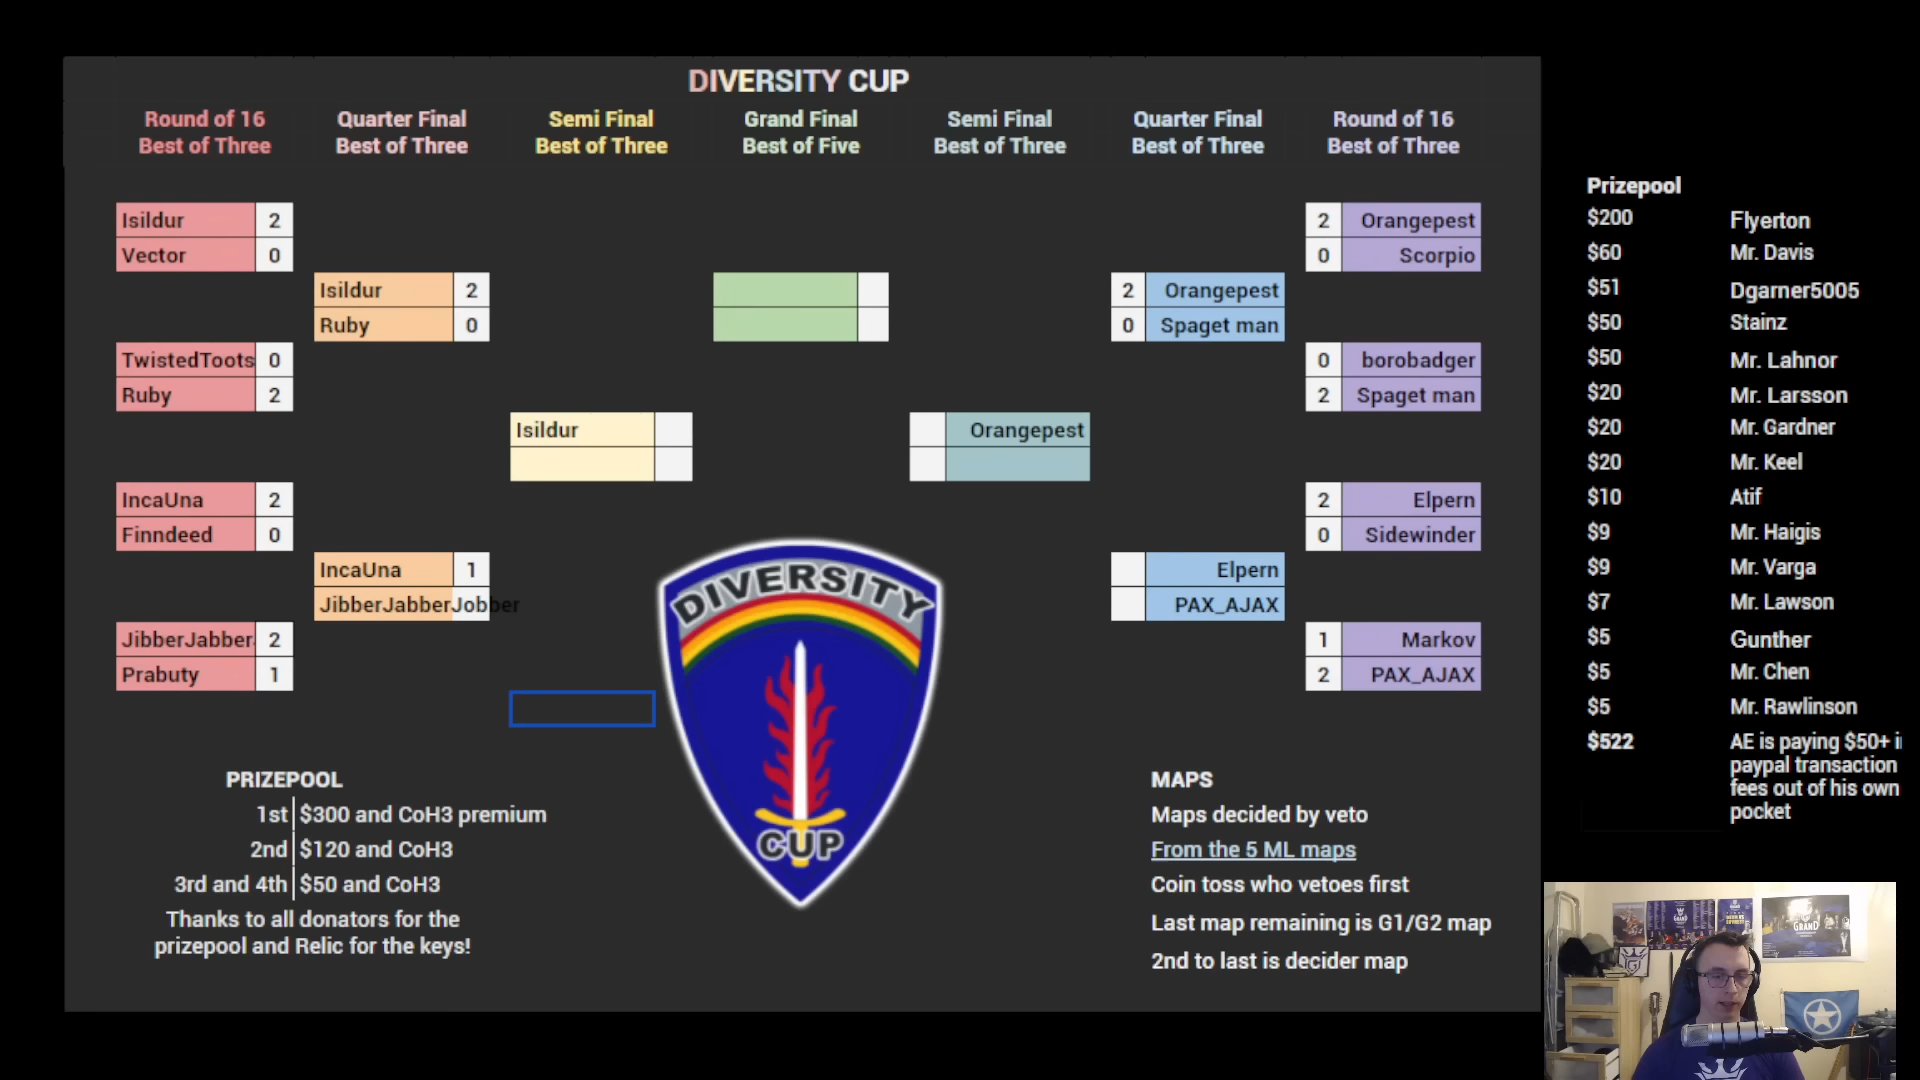 DIVERSITY CUP
Round of 16
Best of Three
Quarter Final
Best of Three
Semi Final
Best of Three
Grand Final
Best of Five
Semi Final
Best of Three
Quarter Final
Best of Three
Round of 16
Best of Three
Isildur 2
Vector 0
TwistedToots 0
Ruby 2
IncaUna 2
Finndeed 0
JibberJabber 2
Prabuty 1
Isildur 2
Ruby 0
IncaUna 1
JibberJabberJobber
Isildur
Orangepest
2 Orangepest
0 Spaget man
Elpern
PAX_AJAX
2 Orangepest
0 Scorpio
0 borobadger
2 Spaget man
2 Elpern
0 Sidewinder
1 Markov
2 PAX_AJAX
DIVERSITY
CUP
PRIZEPOOL
1st $300 and CoH3 premium
2nd $120 and CoH3
3rd and 4th $50 and CoH3
Thanks to all donators for the
prizepool and Relic for the keys!
MAPS
Maps decided by veto
From the 5 ML maps
Coin toss who vetoes first
Last map remaining is G1/G2 map
2nd to last is decider map
Prizepool
$200 Flyerton
$60 Mr. Davis
$51 Dgarner5005
$50 Stainz
$50 Mr. Lahnor
$20 Mr. Larsson
$20 Mr. Gardner
$20 Mr. Keel
$10 Atif
$9 Mr. Haigis
$9 Mr. Varga
$7 Mr. Lawson
$5 Gunther
$5 Mr. Chen
$5 Mr. Rawlinson
$522 AE is paying $50+ i
paypal transaction
fees out of his own
pocket
GRAND